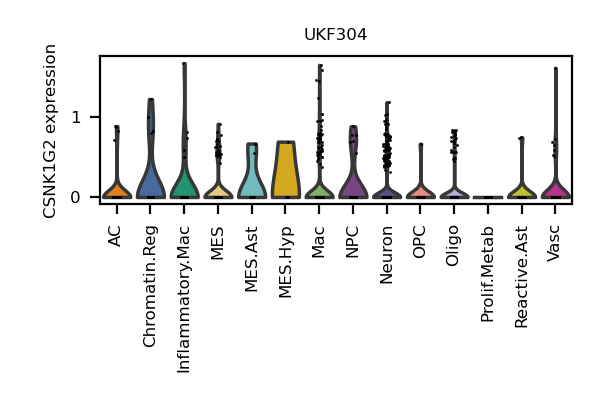 UKF304
CSNK1G2 expression
1
0
AC
Chromatin.Reg
Inflammatory.Mac
MES
MES.Ast
MES.Hyp
Mac
NPC
Neuron
OPC
Oligo
Prolif.Metab
Reactive.Ast
Vasc